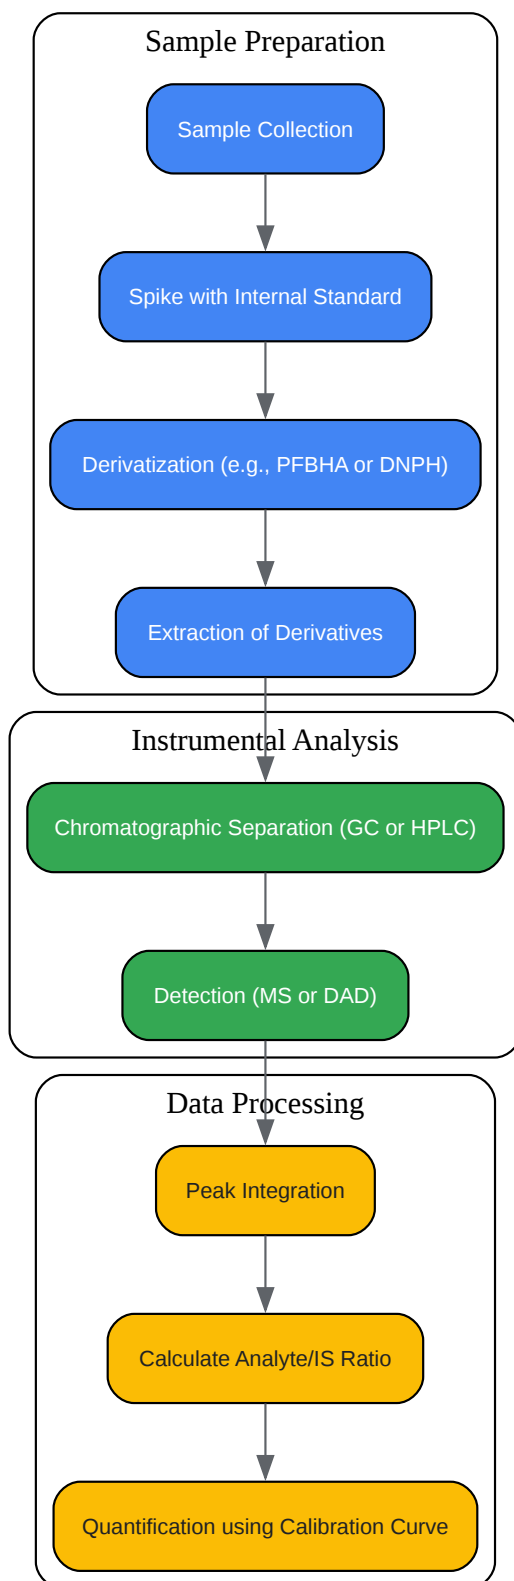 Sample Preparation
Sample Collection
Spike with Internal Standard
Derivatization (e.g., PFBHA or DNPH)
Extraction of Derivatives
Instrumental Analysis
Chromatographic Separation (GC or HPLC)
Detection (MS or DAD)
Data Processing
Peak Integration
Calculate Analyte/IS Ratio
Quantification using Calibration Curve